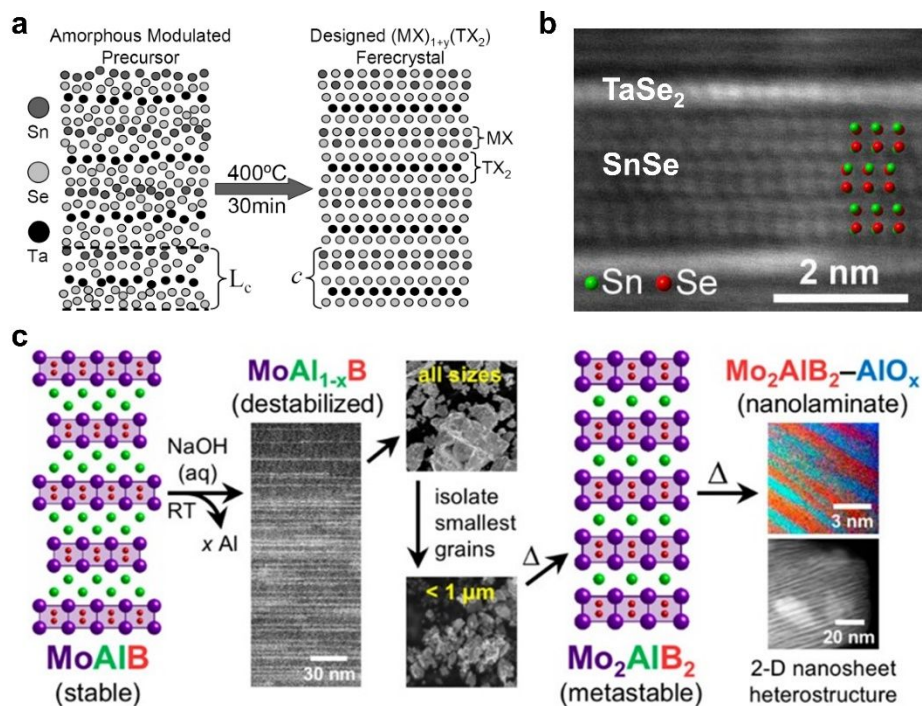 a
Amorphous Modulated
Precursor
Designed (MX)₁₊ᵧ(TX₂)
Ferecrystal
Sn
Se
Ta
400ºC
30min
MX
TX₂
L_c
c
b
TaSe₂
SnSe
Sn
Se
2 nm
c
MoAlB
(stable)
NaOH
(aq)
RT
x Al
MoAl₁₋ₓB
(destabilized)
30 nm
all sizes
isolate
smallest
grains
< 1 µm
Δ
Mo₂AlB₂
(metastable)
Δ
Mo₂AlB₂–AlOₓ
(nanolaminate)
3 nm
20 nm
2-D nanosheet
heterostructure